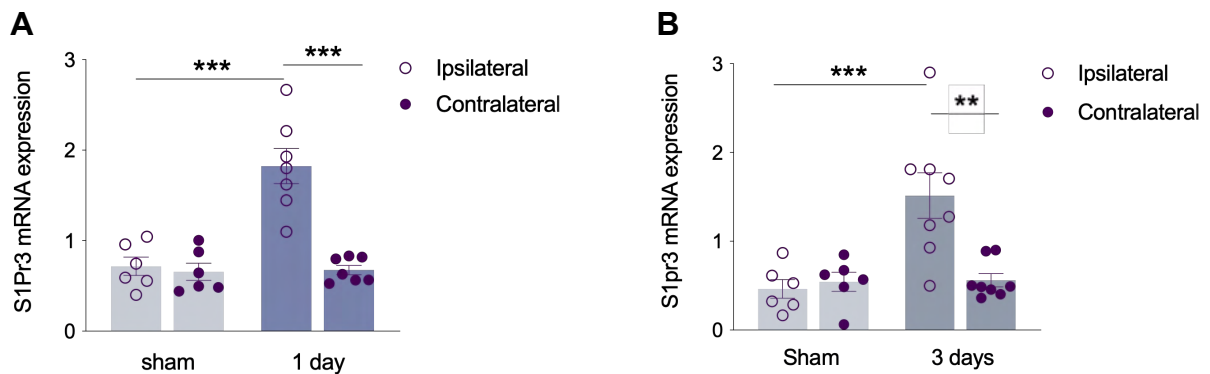 A
S1Pr3 mRNA expression
3
2
1
0
***
***
Ipsilateral
Contralateral
sham
1 day
B
S1pr3 mRNA expression
3
2
1
0
***
**
Ipsilateral
Contralateral
Sham
3 days